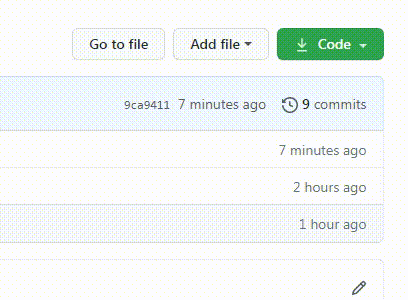 Go to file Add file Code
9ca9411 7 minutes ago 9 commits
7 minutes ago
2 hours ago
1 hour ago